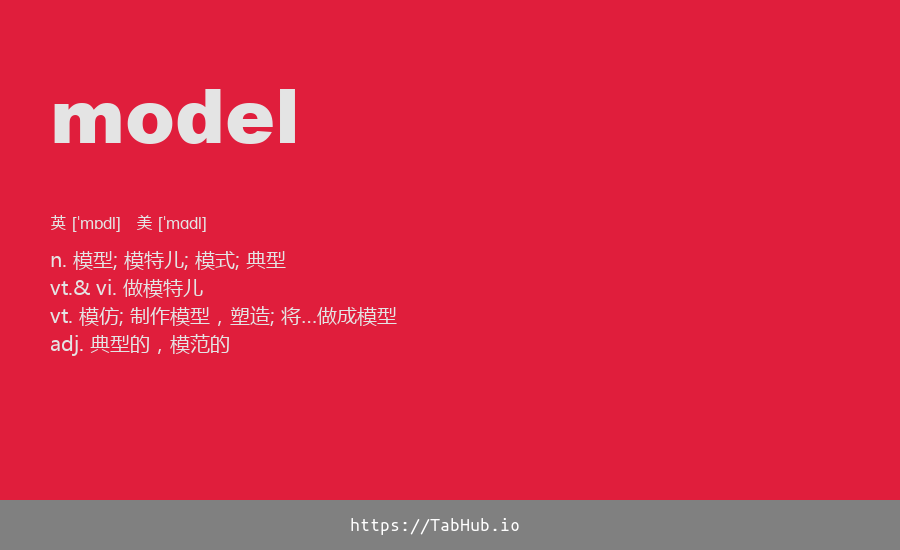 model
英 [ˈmɒdl] 美 [ˈmɑdl]
n. 模型; 模特儿; 模式; 典型
vt.& vi. 做模特儿
vt. 模仿; 制作模型，塑造; 将…做成模型
adj. 典型的，模范的
https://TabHub.io